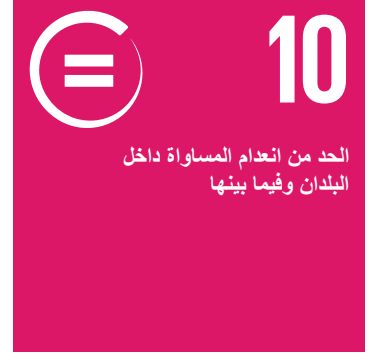 10
الحد من انعدام المساواة داخل
البلدان وفيما بينها